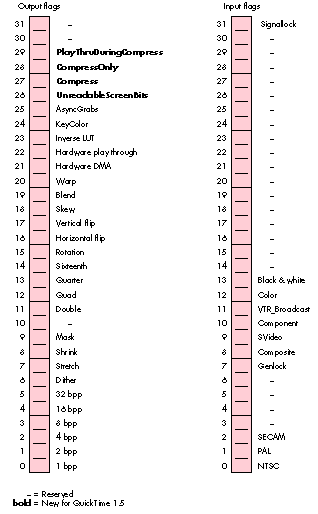 Output flags
31 –
30 –
29 PlayThruDuringCompress
28 CompressOnly
27 Compress
26 UnreadableScreenBits
25 AsyncGrabs
24 KeyColor
23 Inverse LUT
22 Hardware play through
21 Hardware DMA
20 Warp
19 Blend
18 Skew
17 Vertical flip
16 Horizontal flip
15 Rotation
14 Sixteenth
13 Quarter
12 Quad
11 Double
10 –
9 Mask
8 Shrink
7 Stretch
6 Dither
5 32 bpp
4 16 bpp
3 8 bpp
2 4 bpp
1 2 bpp
0 1 bpp
– = Reserved
bold = New for QuickTime 1.5
Input flags
31 Signallock
30 –
29 –
28 –
27 –
26 –
25 –
24 –
23 –
22 –
21 –
20 –
19 –
18 –
17 –
16 –
15 –
14 –
13 Black & white
12 Color
11 VTR_Broadcast
10 Component
9 SVideo
8 Composite
7 Genlock
6 –
5 –
4 –
3 –
2 SECAM
1 PAL
0 NTSC